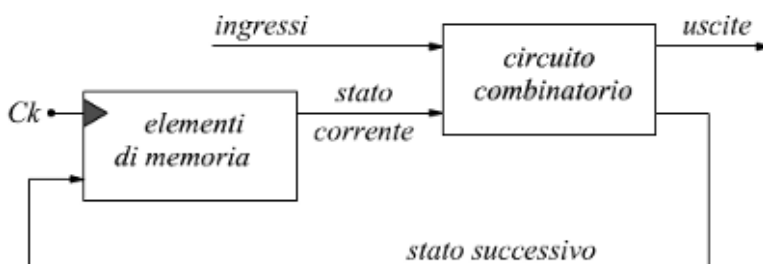 ingressi
uscite
circuito
combinatorio
stato
corrente
Ck
elementi
di memoria
stato successivo